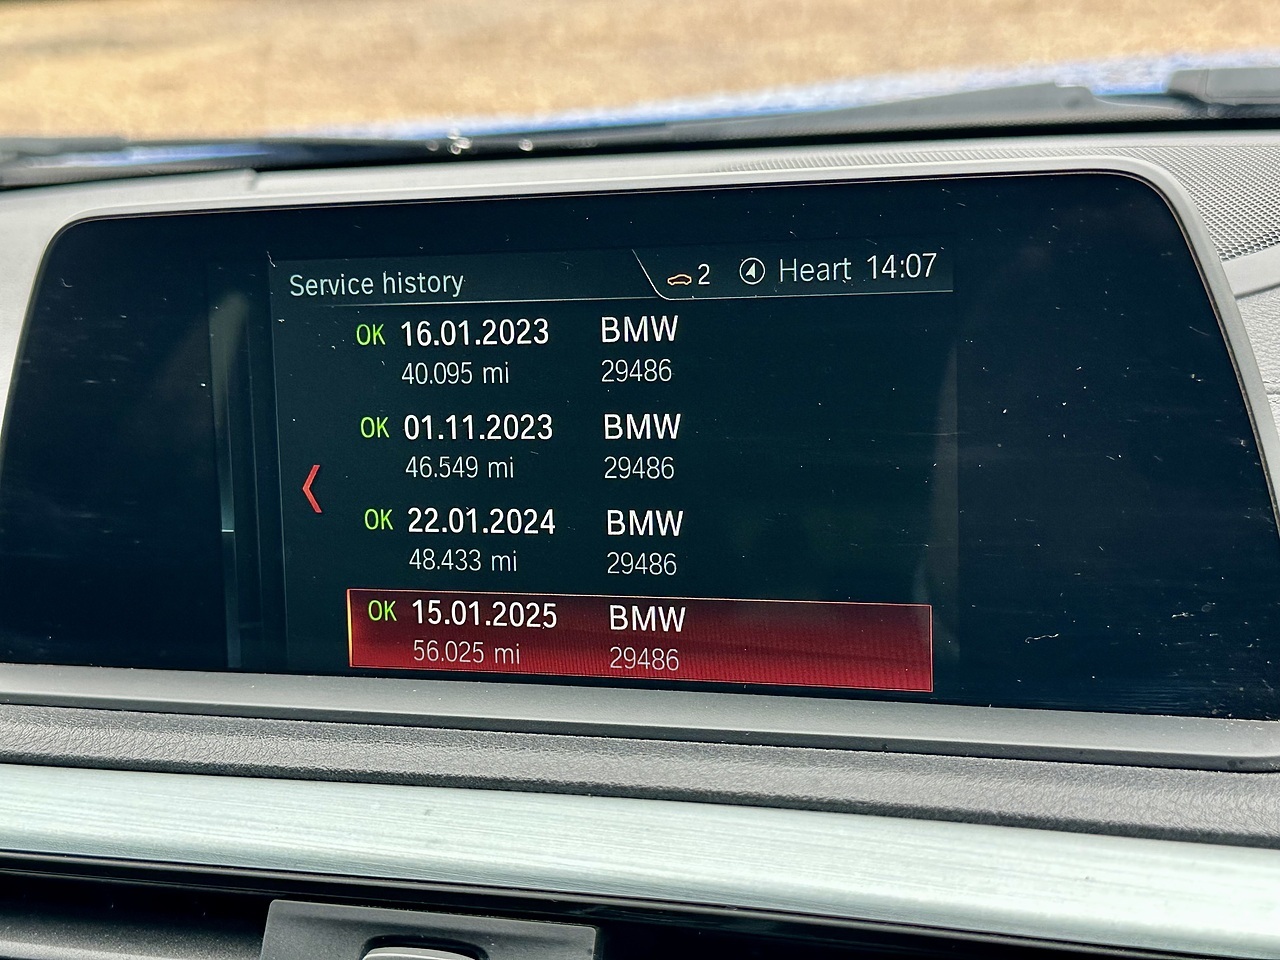 Service history 2 Heart 14:07
OK 16.01.2023 BMW
40.095 mi 29486
OK 01.11.2023 BMW
46.549 mi 29486
OK 22.01.2024 BMW
48.433 mi 29486
OK 15.01.2025 BMW
56.025 mi 29486